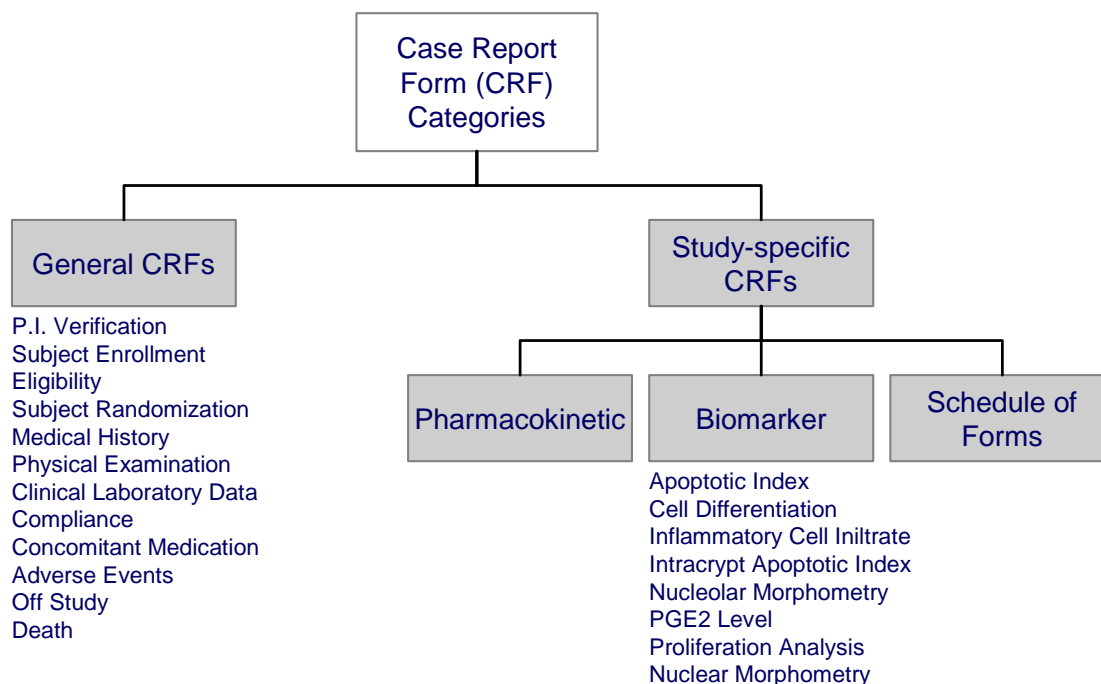 Case Report
Form (CRF)
Categories
General CRFs
P.I. Verification
Subject Enrollment
Eligibility
Subject Randomization
Medical History
Physical Examination
Clinical Laboratory Data
Compliance
Concomitant Medication
Adverse Events
Off Study
Death
Study-specific
CRFs
Pharmacokinetic
Biomarker
Apoptotic Index
Cell Differentiation
Inflammatory Cell Iniltrate
Intracrypt Apoptotic Index
Nucleolar Morphometry
PGE2 Level
Proliferation Analysis
Nuclear Morphometry
Schedule of
Forms